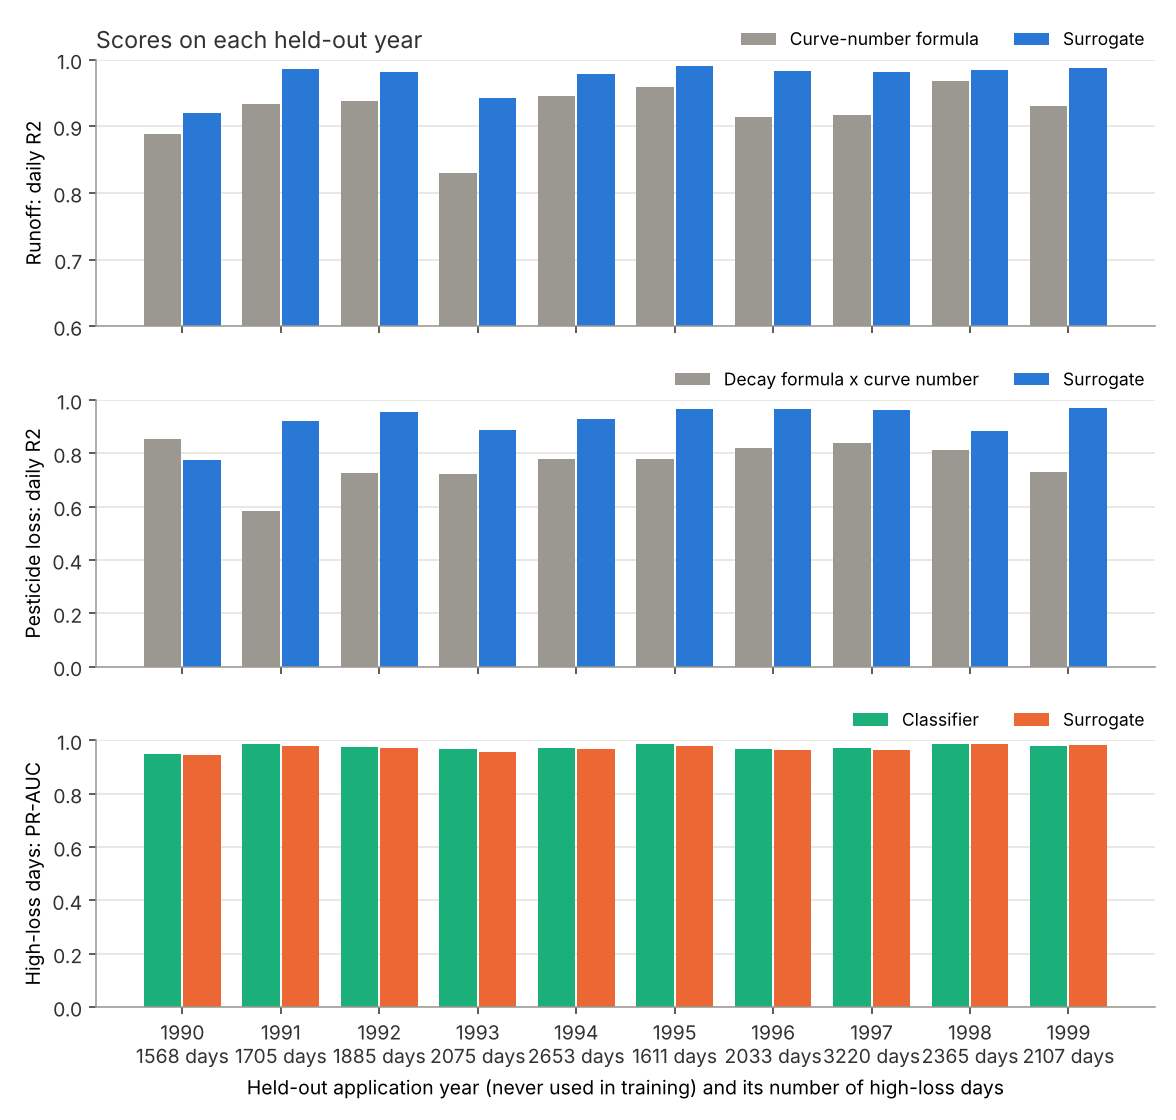 Scores on each held-out year
Curve-number formula
Surrogate
Runoff: daily R2
1.0
0.9
0.8
0.7
0.6
Decay formula x curve number
Surrogate
Pesticide loss: daily R2
1.0
0.8
0.6
0.4
0.2
0.0
Classifier
Surrogate
High-loss days: PR-AUC
1.0
0.8
0.6
0.4
0.2
0.0
1990 1991 1992 1993 1994 1995 1996 1997 1998 1999
1568 days 1705 days 1885 days 2075 days 2653 days 1611 days 2033 days 3220 days 2365 days 2107 days
Held-out application year (never used in training) and its number of high-loss days